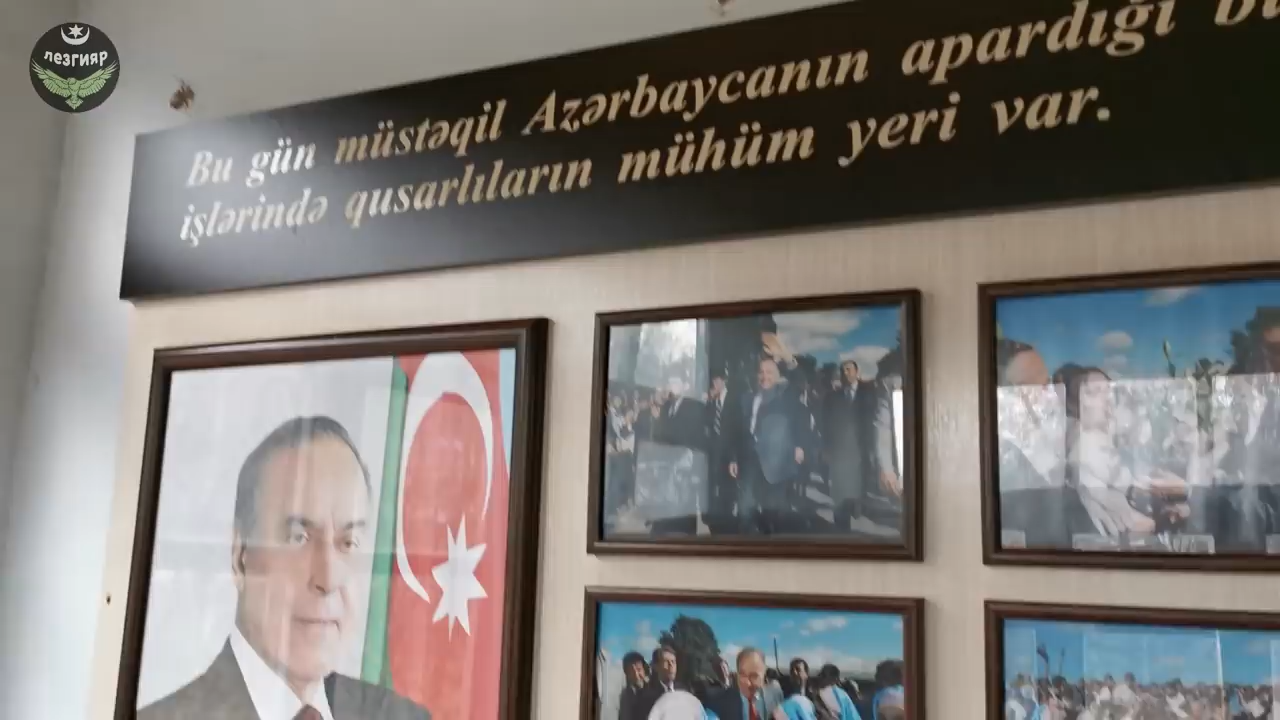 лезгияр
Bu gün müstəqil Azərbaycanın apardığı
işlərində qusarlıların mühüm yeri var.